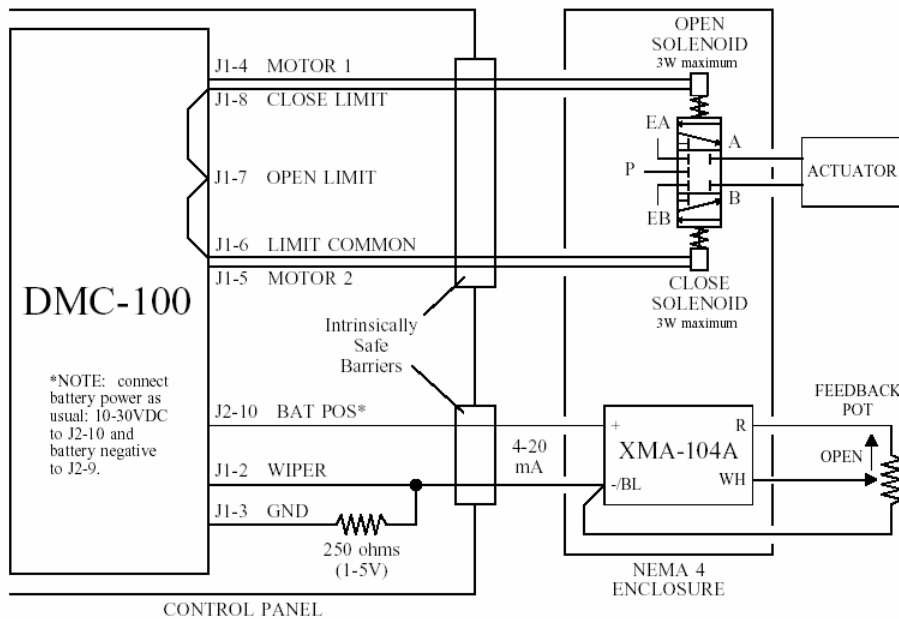 OPEN
SOLENOID
3W maximum
J1-4 MOTOR 1
J1-8 CLOSE LIMIT
EA
A
P
J1-7 OPEN LIMIT
ACTUATOR
B
EB
J1-6 LIMIT COMMON
J1-5 MOTOR 2
CLOSE
SOLENOID
3W maximum
DMC-100
Intrinsically
Safe
Barriers
*NOTE: connect
battery power as
usual: 10-30VDC
to J2-10 and
battery negative
to J2-9.
J2-10 BAT POS*
4-20
mA
+
R
XMA-104A
-/BL
WH
FEEDBACK
POT
OPEN
J1-2 WIPER
J1-3 GND
250 ohms
(1-5V)
NEMA 4
ENCLOSURE
CONTROL PANEL